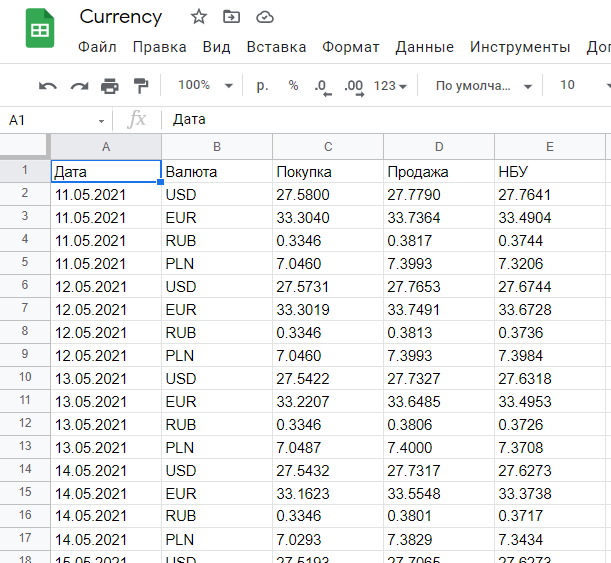 Currency
Файл Правка Вид Вставка Формат Данные Инструменты
100% р. % .0 .00 123 По умолча... 10
A1 fx Дата
A B C D E
1 Дата Валюта Покупка Продажа НБУ
2 11.05.2021 USD 27.5800 27.7790 27.7641
3 11.05.2021 EUR 33.3040 33.7364 33.4904
4 11.05.2021 RUB 0.3346 0.3817 0.3744
5 11.05.2021 PLN 7.0460 7.3993 7.3206
6 12.05.2021 USD 27.5731 27.7653 27.6744
7 12.05.2021 EUR 33.3019 33.7491 33.6728
8 12.05.2021 RUB 0.3346 0.3813 0.3736
9 12.05.2021 PLN 7.0460 7.3993 7.3984
10 13.05.2021 USD 27.5422 27.7327 27.6318
11 13.05.2021 EUR 33.2207 33.6485 33.4953
12 13.05.2021 RUB 0.3346 0.3806 0.3726
13 13.05.2021 PLN 7.0487 7.4000 7.3708
14 14.05.2021 USD 27.5432 27.7317 27.6273
15 14.05.2021 EUR 33.1623 33.5548 33.3738
16 14.05.2021 RUB 0.3346 0.3801 0.3717
17 14.05.2021 PLN 7.0293 7.3829 7.3434
18 15.05.2021 USD 27.5193 27.7065 27.6273